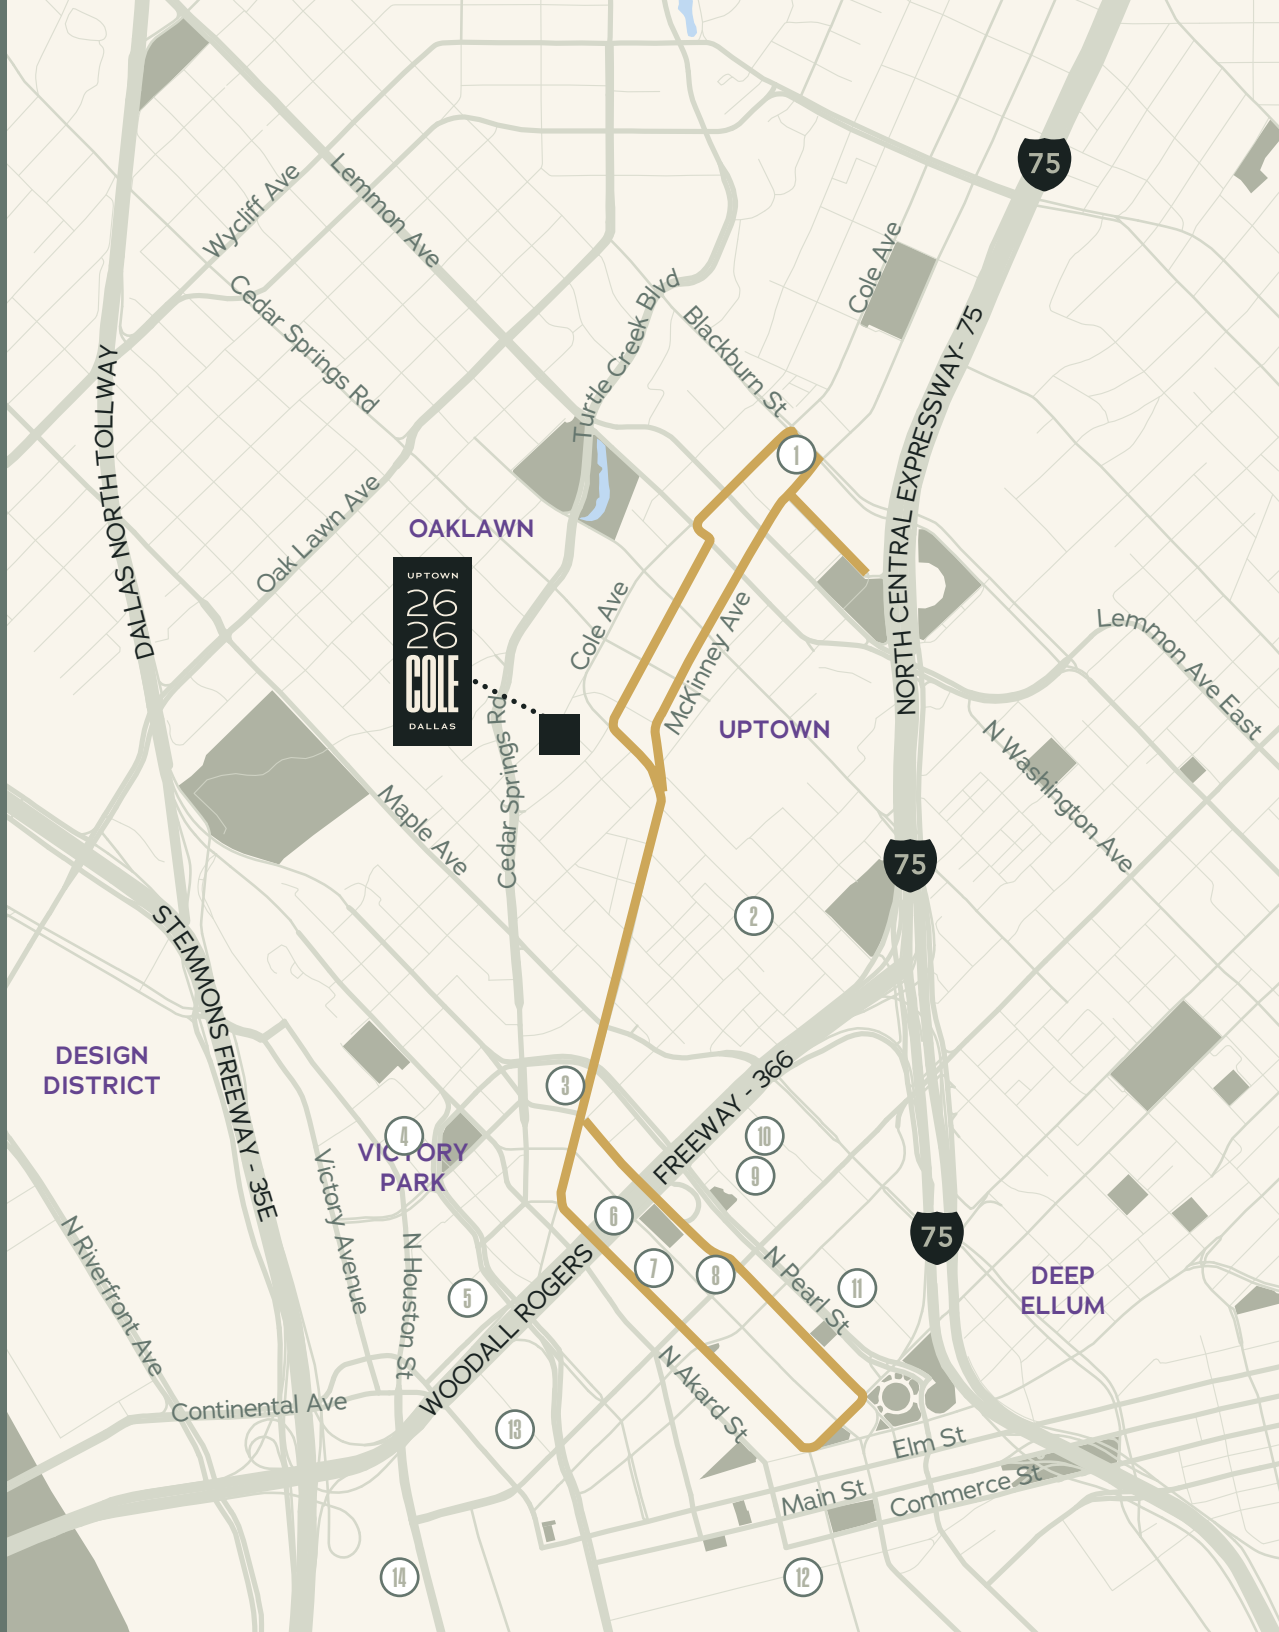 75
Wycliff Ave
Lemmon Ave
Cole Ave
Cedar Springs Rd
Turtle Creek Blvd
Blackburn St
NORTH CENTRAL EXPRESSWAY- 75
DALLAS NORTH TOLLWAY
1
Oak Lawn Ave
OAKLAWN
UPTOWN
26
26
COLE
DALLAS
Cole Ave
McKinney Ave
Lemmon Ave East
UPTOWN
Cedar Springs Rd
N Washington Ave
Maple Ave
75
2
STEMMONS FREEWAY - 35E
DESIGN
DISTRICT
3
FREEWAY - 366
4
VICTORY
PARK
10
9
Victory Avenue
6
75
N Riverfront Ave
N Houston St
7
8
N Pearl St
11
DEEP
ELLUM
5
WOODALL ROGERS
N Akard St
Continental Ave
13
Elm St
Main St
Commerce St
14
12